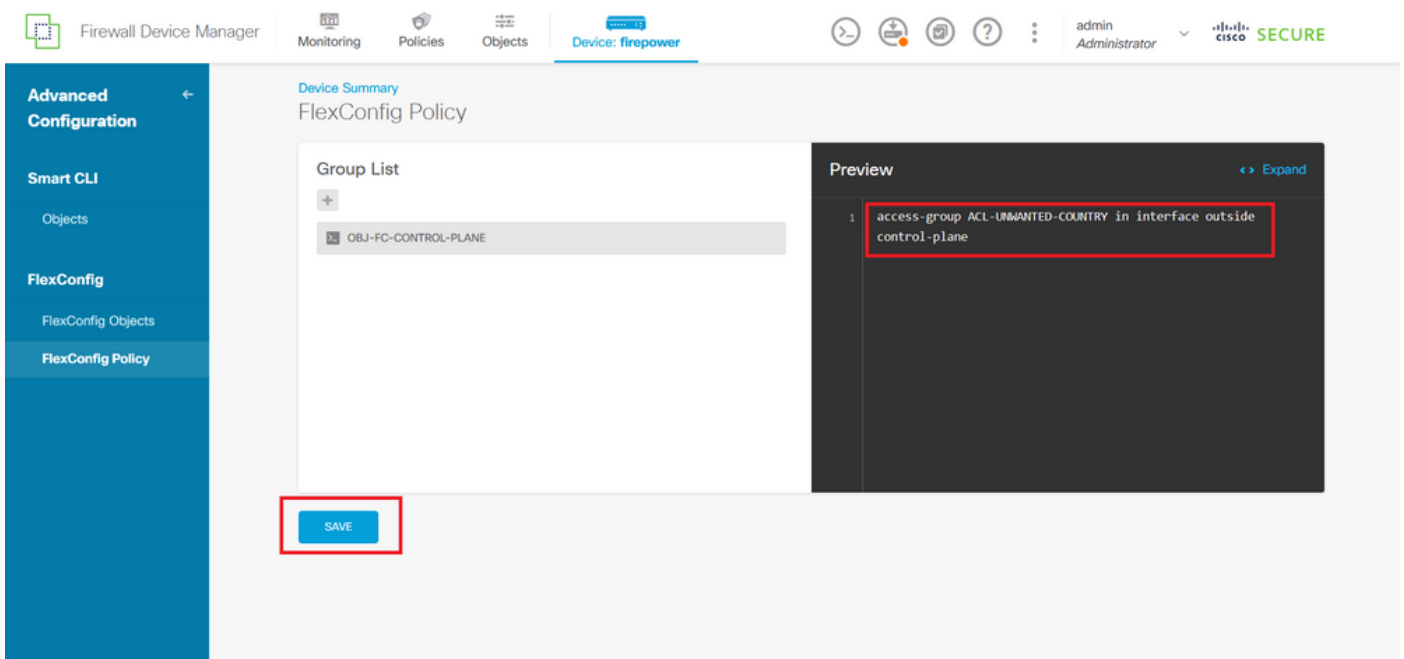 Firewall Device Manager
Monitoring
Policies
Objects
Device: firepower
admin
Administrator
cisco SECURE
Advanced
Configuration
Smart CLI
Objects
FlexConfig
FlexConfig Objects
FlexConfig Policy
Device Summary
FlexConfig Policy
Group List
OBJ-FC-CONTROL-PLANE
Preview
Expand
1 access-group ACL-UNWANTED-COUNTRY in interface outside
control-plane
SAVE